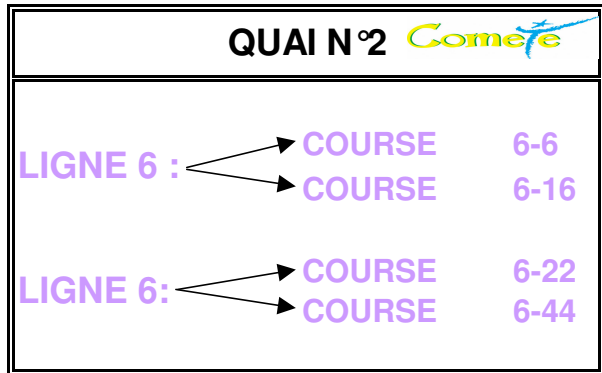 QUAI N°2 Comete
COURSE 6-6
LIGNE 6 :
COURSE 6-16
COURSE 6-22
LIGNE 6:
COURSE 6-44